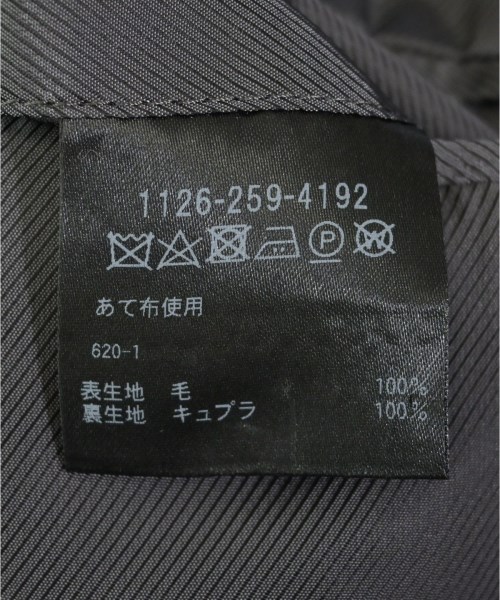 1126-259-4192
P W
あて布使用
620-1
表生地 毛 100%
裏生地 キュプラ 100%